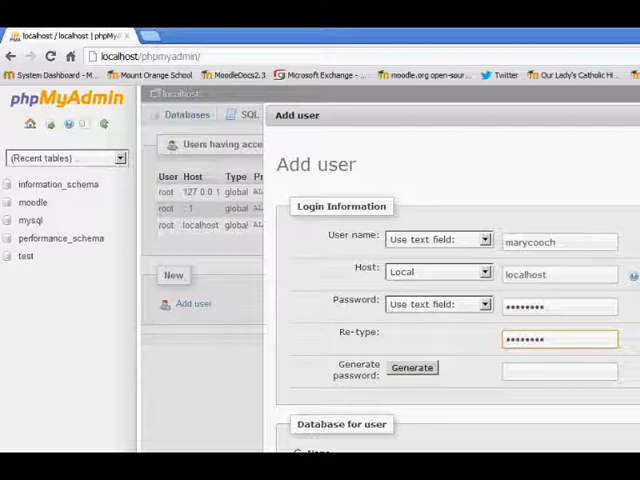 localhost / localhost | phpMy
localhost/phpmyadmin/
System Dashboard - M... Mount Orange School MoodleDocs2.3 Microsoft Exchange - ... moodle.org open-sour... Twitter Our Lady's Catholic Hi...
phpMyAdmin
localhost
Databases SQL
Add user
Users having acce
Add user
(Recent tables) ...
User Host Type
Login Information
information_schema
root 127.0.0.1 global
moodle
root ::1 global
mysql
root localhost global
User name: Use text field: marycooch
performance_schema
test
Host: Local localhost
New
Password: Use text field: ••••••••
Add user
Re-type: ••••••••
Generate
password: Generate
Database for user